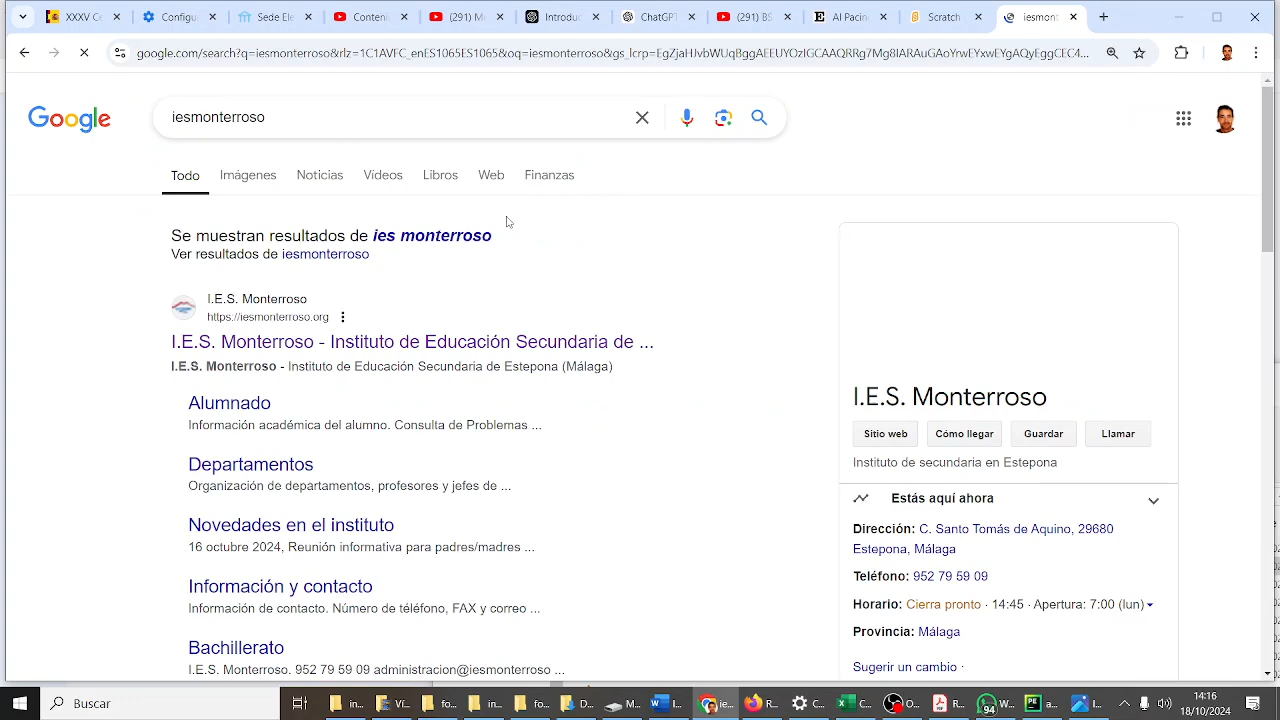 XXXV Ce
Configu
Sede Ele
Conteni
(291) Mi
Introduc
ChatGPT
(291) BE
AI Pacin
Scratch
iesmont
google.com/search?q=iesmonterroso&rlz=1C1AVFC_enES1065ES1065&oq=iesmonterroso&gs_lcrp=
Google
iesmonterroso
Todo Imágenes Noticias Vídeos Libros Web Finanzas
Se muestran resultados de ies monterroso
Ver resultados de iesmonterroso
I.E.S. Monterroso
https://iesmonterroso.org
I.E.S. Monterroso - Instituto de Educación Secundaria de ...
I.E.S. Monterroso - Instituto de Educación Secundaria de Estepona (Málaga)
Alumnado
Información académica del alumno. Consulta de Problemas ...
Departamentos
Organización de departamentos, profesores y jefes de ...
Novedades en el instituto
16 octubre 2024, Reunión informativa para padres/madres ...
Información y contacto
Información de contacto. Número de téléfono, FAX y correo ...
Bachillerato
I.E.S. Monterroso. 952 79 59 09 administracion@iesmonterroso ...
I.E.S. Monterroso
Sitio web Cómo llegar Guardar Llamar
Instituto de secundaria en Estepona
Estás aquí ahora
Dirección: C. Santo Tomás de Aquino, 29680
Estepona, Málaga
Teléfono: 952 79 59 09
Horario: Cierra pronto · 14:45 · Apertura: 7:00 (lun)
Provincia: Málaga
Sugerir un cambio ·
Buscar
14:16
18/10/2024